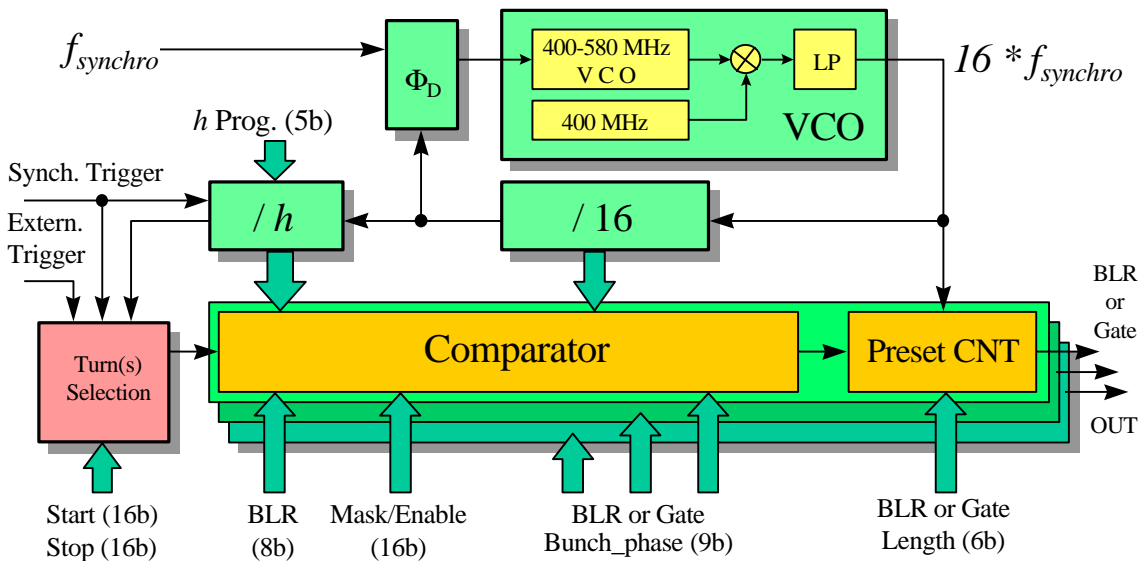 f_synchro
Φ_D
400-580 MHz
V C O
400 MHz
LP
VCO
16 * f_synchro
h Prog. (5b)
Synch. Trigger
Extern.
Trigger
/ h
/ 16
BLR
or
Gate
Turn(s)
Selection
Comparator
Preset CNT
OUT
Start (16b)
Stop (16b)
BLR
(8b)
Mask/Enable
(16b)
BLR or Gate
Bunch_phase (9b)
BLR or Gate
Length (6b)